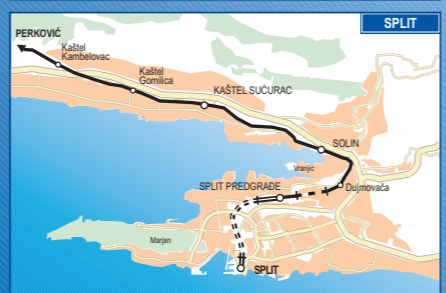 SPLIT
PERKOVIĆ
Kaštel
Kambelovac
Kaštel
Gomilica
KAŠTEL SUĆURAC
SOLIN
Vranjic
SPLIT PREDGRAĐE
Dujmovača
Marjan
SPLIT